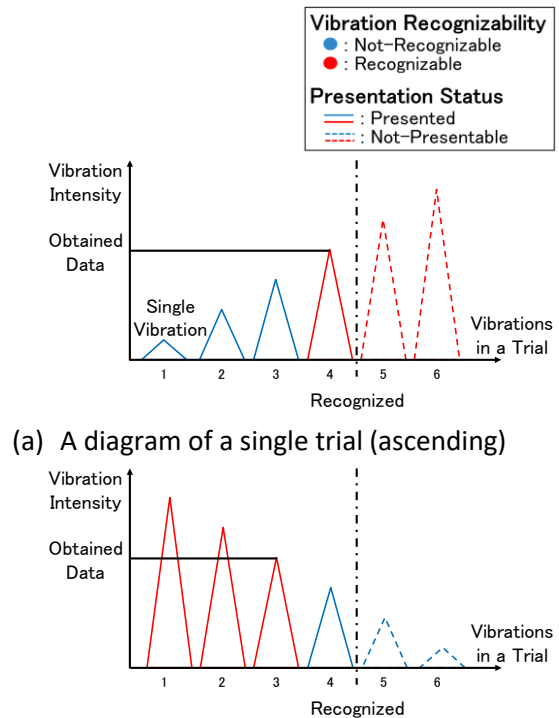 Vibration Recognizability
: Not-Recognizable
: Recognizable
Presentation Status
: Presented
: Not-Presentable
Vibration
Intensity
Obtained
Data
Single
Vibration
Vibrations
in a Trial
1 2 3 4 5 6
Recognized
(a) A diagram of a single trial (ascending)
Vibration
Intensity
Obtained
Data
Vibrations
in a Trial
1 2 3 4 5 6
Recognized